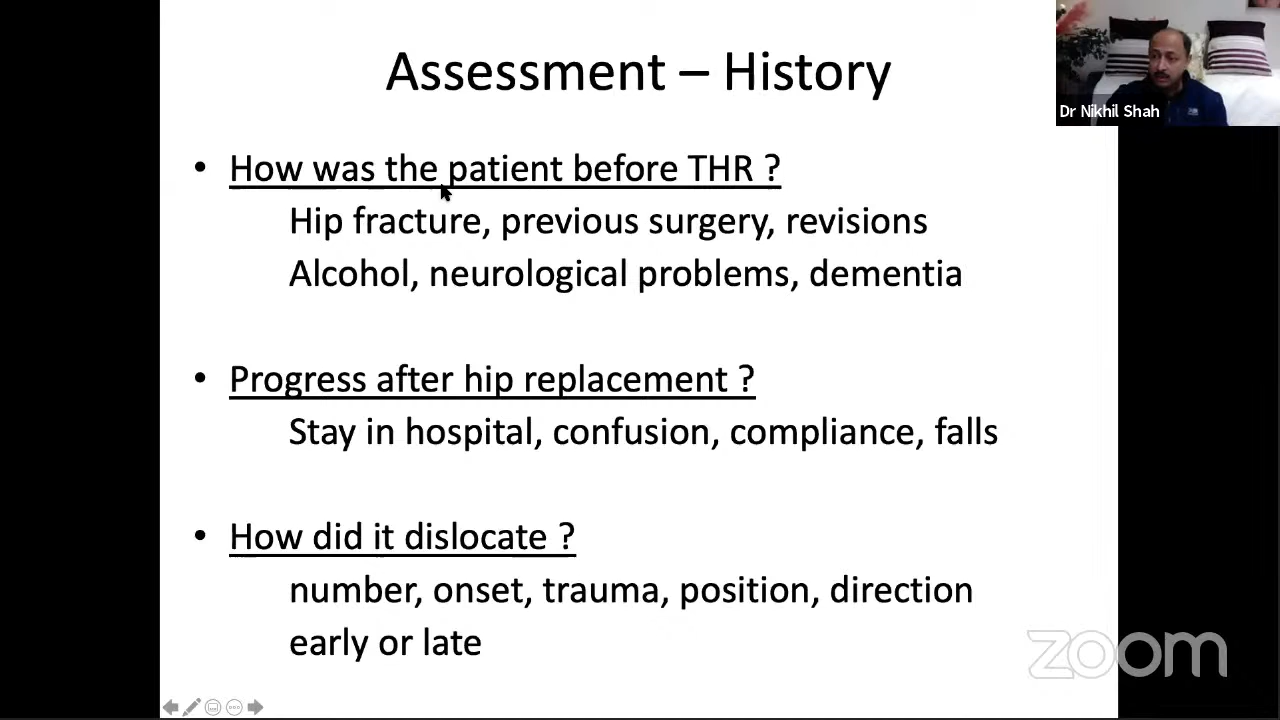 Assessment – History
Dr Nikhil Shah
• How was the patient before THR ?
Hip fracture, previous surgery, revisions
Alcohol, neurological problems, dementia
• Progress after hip replacement ?
Stay in hospital, confusion, compliance, falls
• How did it dislocate ?
number, onset, trauma, position, direction
early or late
zoom